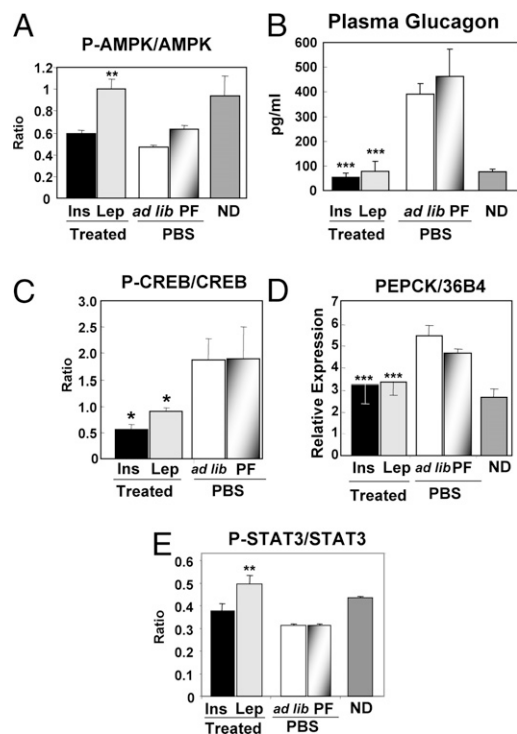 A
P-AMPK/AMPK
1.2
1
0.8
0.6
0.4
0.2
0
Ratio
**
Ins Lep ad lib PF ND
Treated PBS
B
Plasma Glucagon
600
500
400
300
200
100
0
pg/ml
*** ***
Ins Lep ad lib PF ND
Treated PBS
C
P-CREB/CREB
3.0
2.5
2.0
1.5
1.0
0.5
0
Ratio
* *
Ins Lep ad lib PF
Treated PBS
D
PEPCK/36B4
7
6
5
4
3
2
1
0
Relative Expression
*** ***
Ins Lep ad lib PF ND
Treated PBS
E
P-STAT3/STAT3
0.6
0.5
0.4
0.3
0.2
0.1
0
Ratio
**
Ins Lep ad lib PF ND
Treated PBS